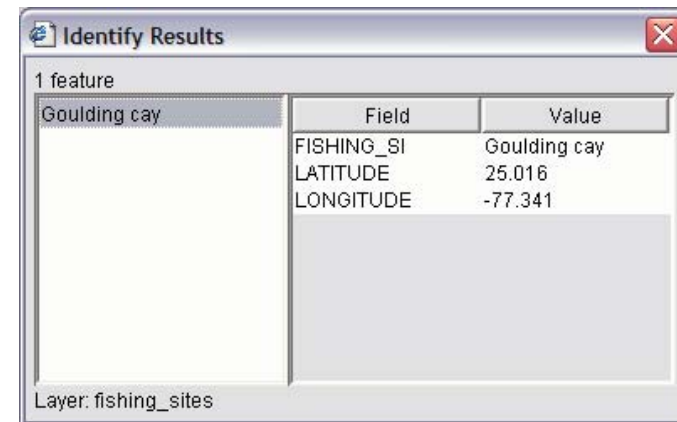 Identify Results
1 feature
Goulding cay
Field Value
FISHING_SI Goulding cay
LATITUDE 25.016
LONGITUDE -77.341
Layer: fishing_sites